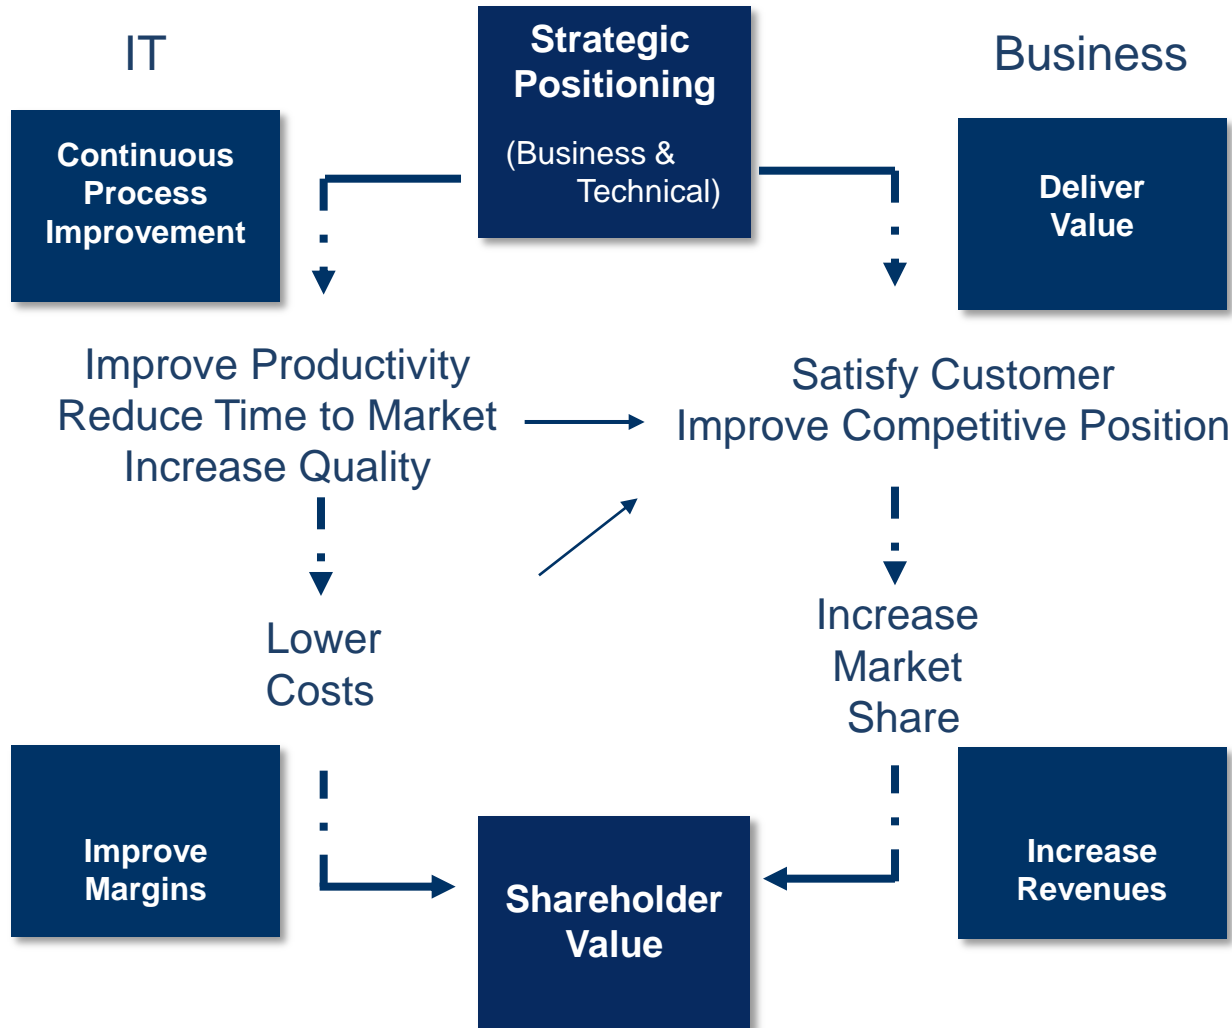 IT
Strategic
Positioning
(Business &
Technical)
Business
Continuous
Process
Improvement
Deliver
Value
Improve Productivity
Reduce Time to Market
Increase Quality
Satisfy Customer
Improve Competitive Position
Lower
Costs
Increase
Market
Share
Improve
Margins
Shareholder
Value
Increase
Revenues